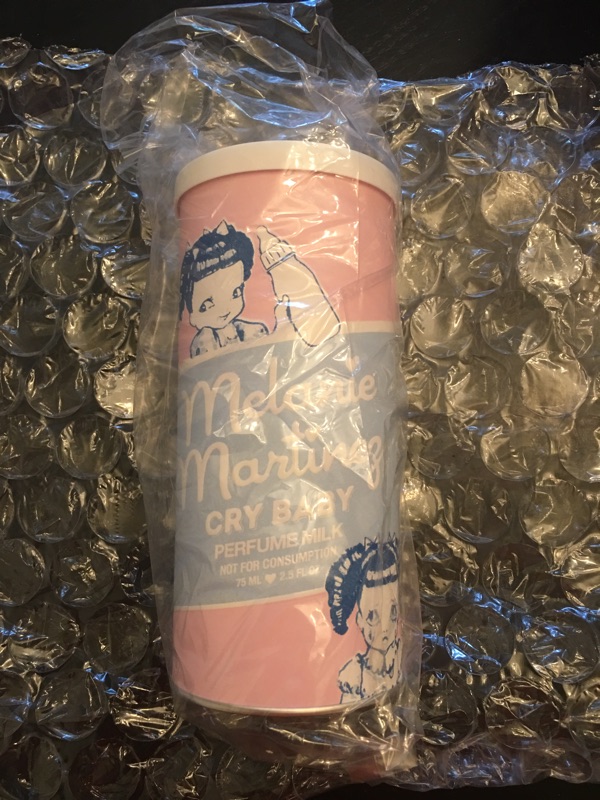 Melanie
Martinez
CRY BABY
PERFUME MILK
NOT FOR CONSUMPTION
75 ML ♥ 2.5 FL OZ